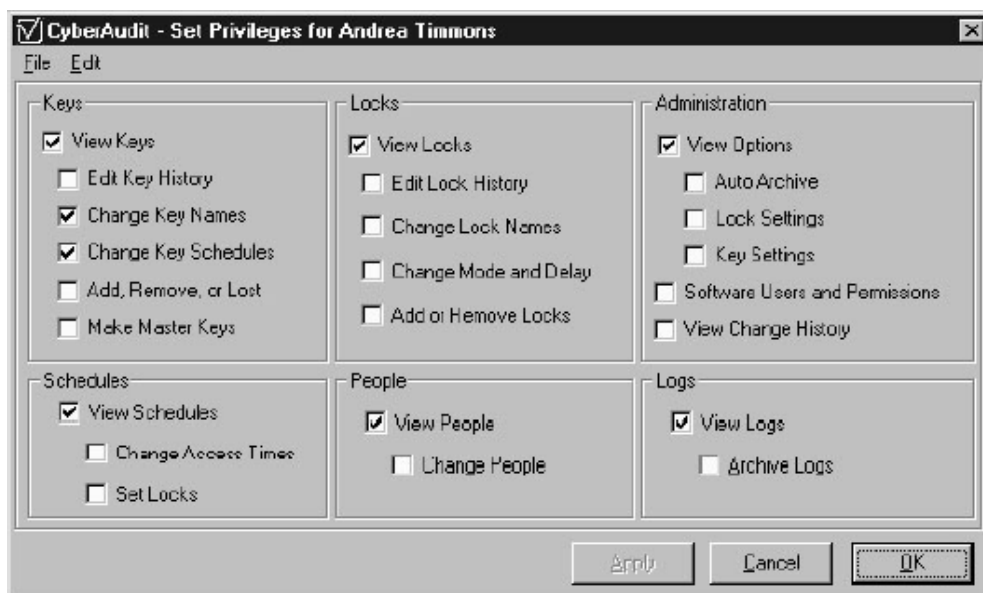 CyberAudit - Set Privileges for Andrea Timmons
File Edit
Keys
View Keys
Edit Key History
Change Key Names
Change Key Schedules
Add, Remove, or Lost
Make Master Keys
Locks
View Locks
Edit Lock History
Change Lock Names
Change Mode and Delay
Add or Remove Locks
Administration
View Options
Auto Archive
Lock Settings
Key Settings
Software Users and Permissions
View Change History
Schedules
View Schedules
Change Access Times
Set Locks
People
View People
Change People
Logs
View Logs
Archive Logs
Apply
Cancel
OK